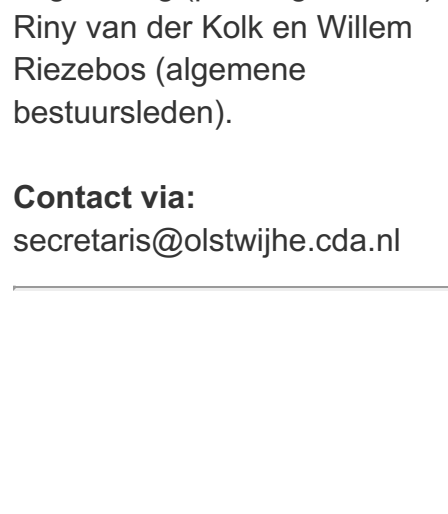 Riny van der Kolk en Willem
Riezebos (algemene
bestuursleden).
Contact via:
secretaris@olstwijhe.cda.nl